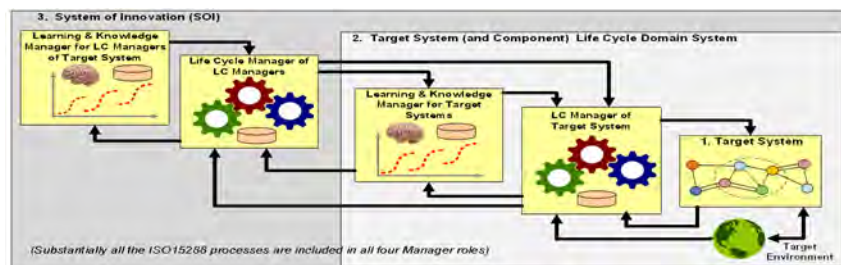 3. System of Innovation (SOI)
Learning & Knowledge
Manager for LC Managers
of Target System
Life Cycle Manager of
LC Managers
2. Target System (and Component) Life Cycle Domain System
Learning & Knowledge
Manager for Target
Systems
LC Manager of
Target System
1. Target System
Target
Environment
(Substantially all the ISO15288 processes are included in all four Manager roles)